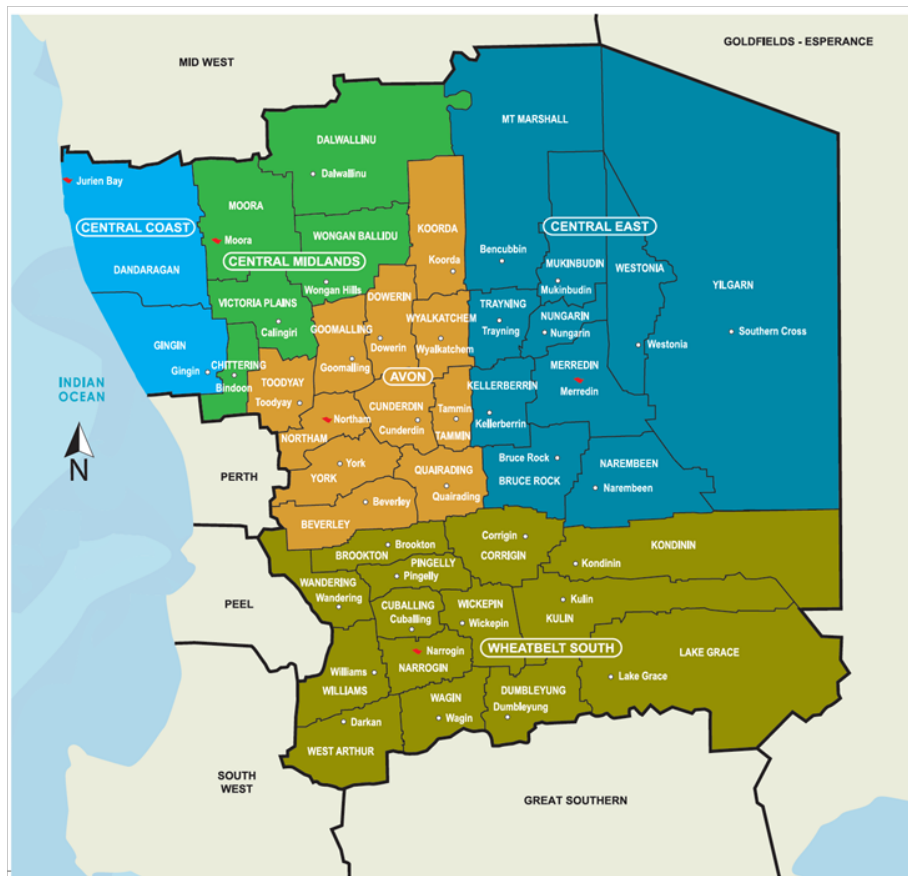 GOLDFIELDS - ESPERANCE
MID WEST
MT MARSHALL
DALWALLINU
Dalwallinu
Jurien Bay
MOORA
CENTRAL COAST
KOORDA
CENTRAL EAST
WONGAN BALLIDU
Moora
Bencubbin
CENTRAL MIDLANDS
Koorda
MUKINBUDIN
WESTONIA
DANDARAGAN
Mukinbudin
YILGARN
Wongan Hills
VICTORIA PLAINS
DOWERIN
TRAYNING
NUNGARIN
Calingiri
GOOMALLING
WYALKATCHEM
Trayning
Nungarin
Southern Cross
GINGIN
Dowerin
Wyalkatchem
Westonia
Goomalling
CHITTERING
MERREDIN
Gingin
Bindoon
AVON
TOODYAY
KELLERBERRIN
Merredin
INDIAN
OCEAN
Toodyay
CUNDERDIN
Tammin
Northam
Cunderdin
Kellerberrin
N
NORTHAM
TAMMIN
Bruce Rock
York
QUAIRADING
NAREMBEEN
PERTH
YORK
BRUCE ROCK
Narembeen
Quairading
Beverley
BEVERLEY
Corrigin
Brookton
KONDININ
BROOKTON
CORRIGIN
PINGELLY
Kondinin
Pingelly
WANDERING
Wandering
PEEL
CUBALLING
WICKEPIN
Kulin
Cuballing
KULIN
Wickepin
WHEATBELT SOUTH
Narrogin
LAKE GRACE
NARROGIN
Williams
Lake Grace
WILLIAMS
DUMBLEYUNG
WAGIN
Dumbleyung
Wagin
Darkan
WEST ARTHUR
SOUTH
WEST
GREAT SOUTHERN